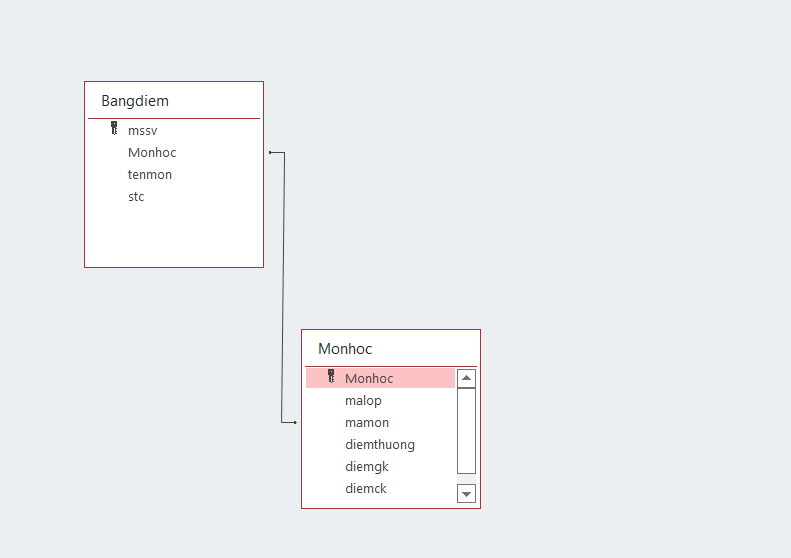 Bangdiem
mssv
Monhoc
tenmon
stc
Monhoc
Monhoc
malop
mamon
diemthuong
diemgk
diemck